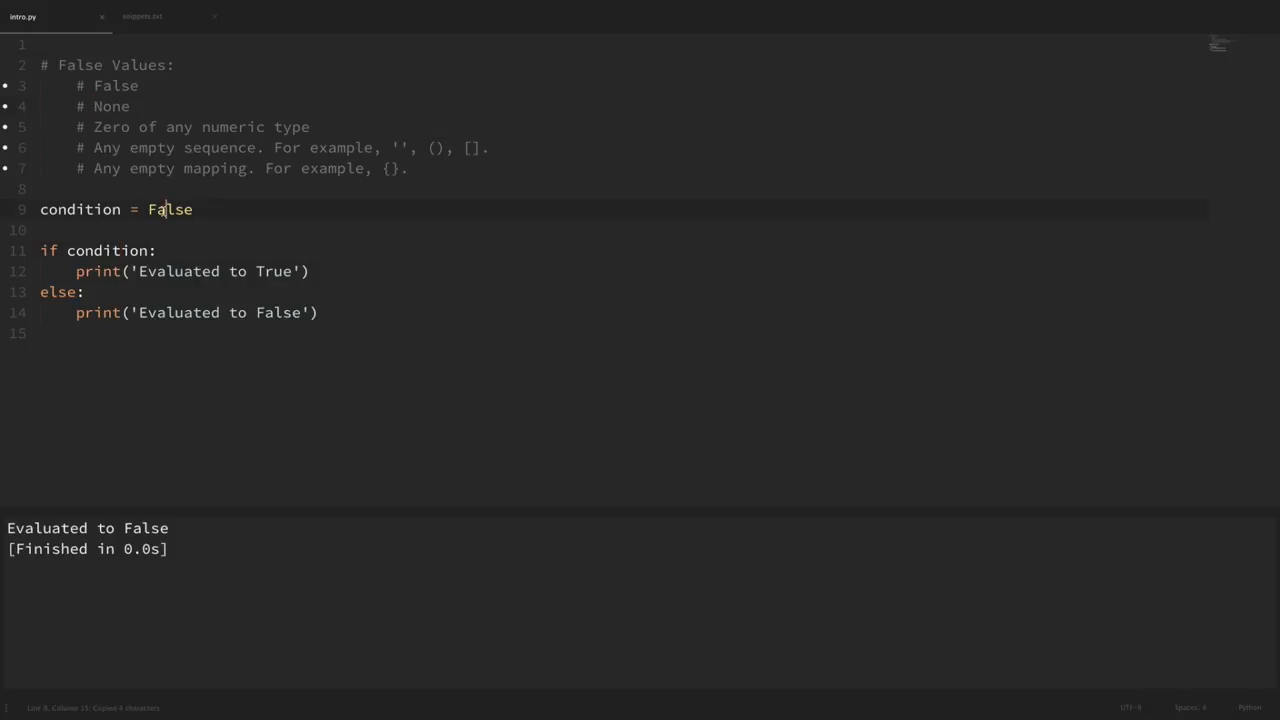 intro.py × snippets.txt ×
1
2 # False Values:
3 # False
4 # None
5 # Zero of any numeric type
6 # Any empty sequence. For example, '', (), [].
7 # Any empty mapping. For example, {}.
8
9 condition = False
10
11 if condition:
12 print('Evaluated to True')
13 else:
14 print('Evaluated to False')
15
Evaluated to False
[Finished in 0.0s]
Column 15; Copied 4 characters UTF-8 Spaces: 4 Python